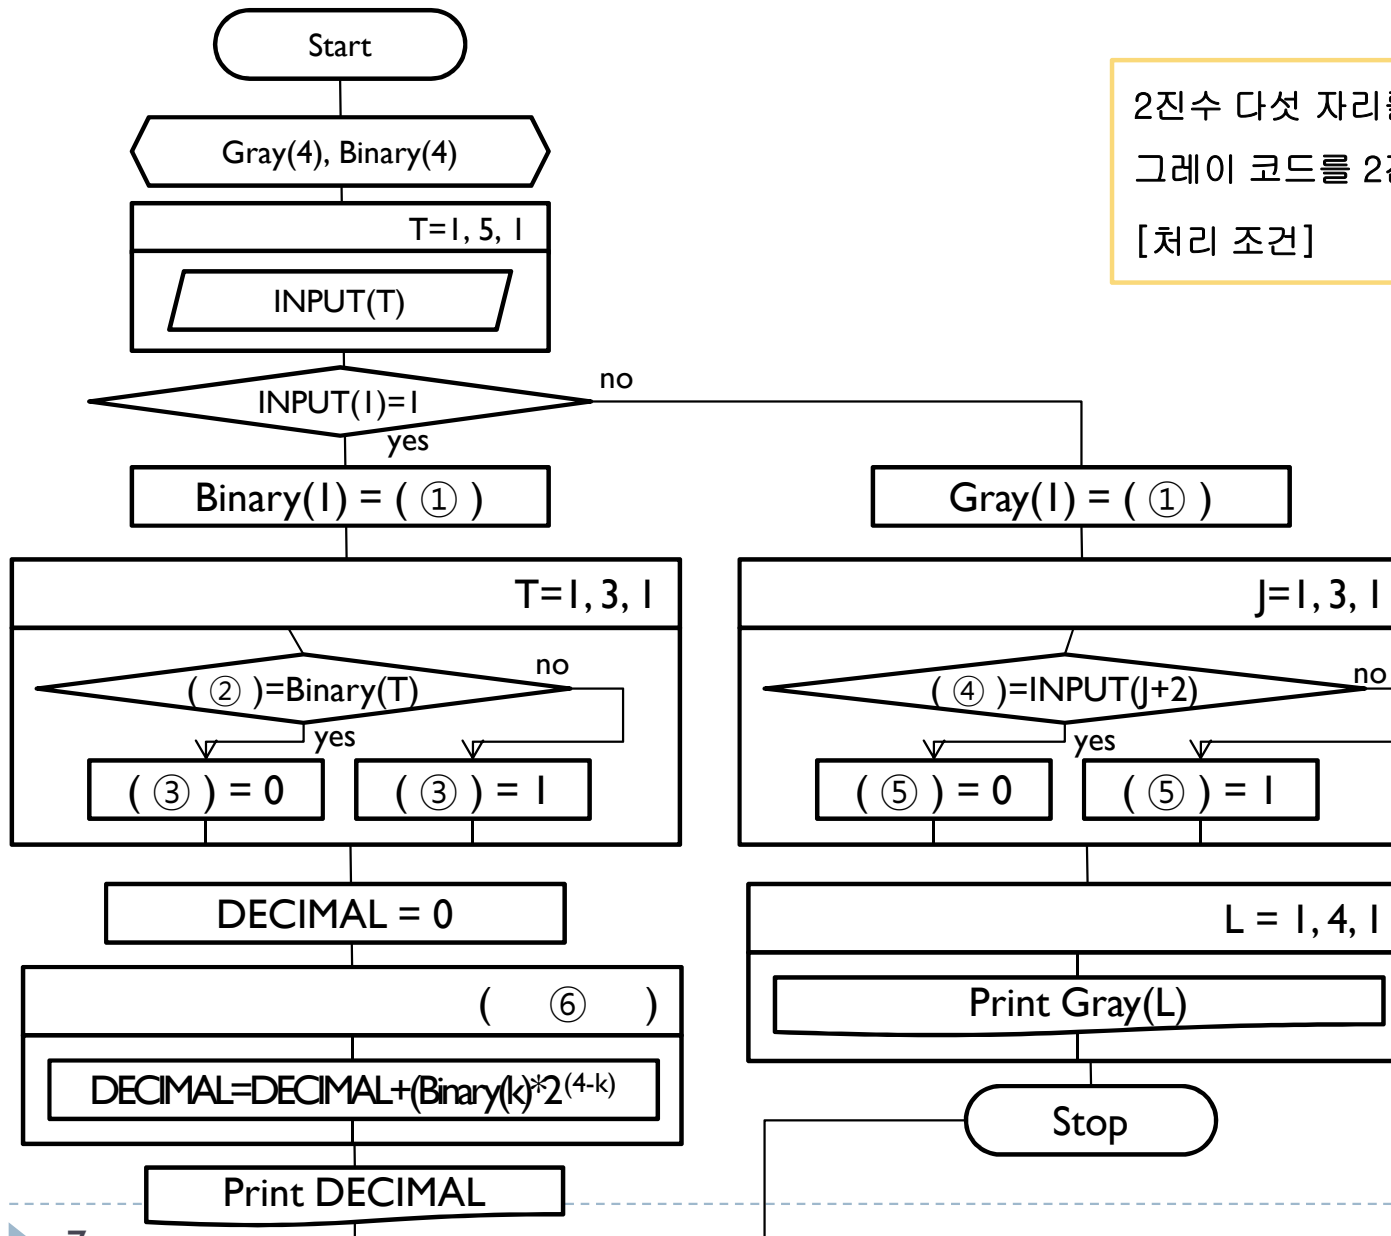 Start
2진수 다섯 자리
그레이 코드를
[처리 조건]
Gray(4), Binary(4)
T=1, 5, 1
INPUT(T)
INPUT(1)=1
no
yes
Binary(1) = ( ① )
T=1, 3, 1
( ② )=Binary(T)
no
yes
( ③ ) = 0
( ③ ) = 1
DECIMAL = 0
( ⑥ )
DECIMAL=DECIMAL+(Binary(k)*2^(4-k)
Print DECIMAL
Gray(1) = ( ① )
J=1, 3, 1
( ④ )=INPUT(J+2)
no
yes
( ⑤ ) = 0
( ⑤ ) = 1
L = 1, 4, 1
Print Gray(L)
Stop